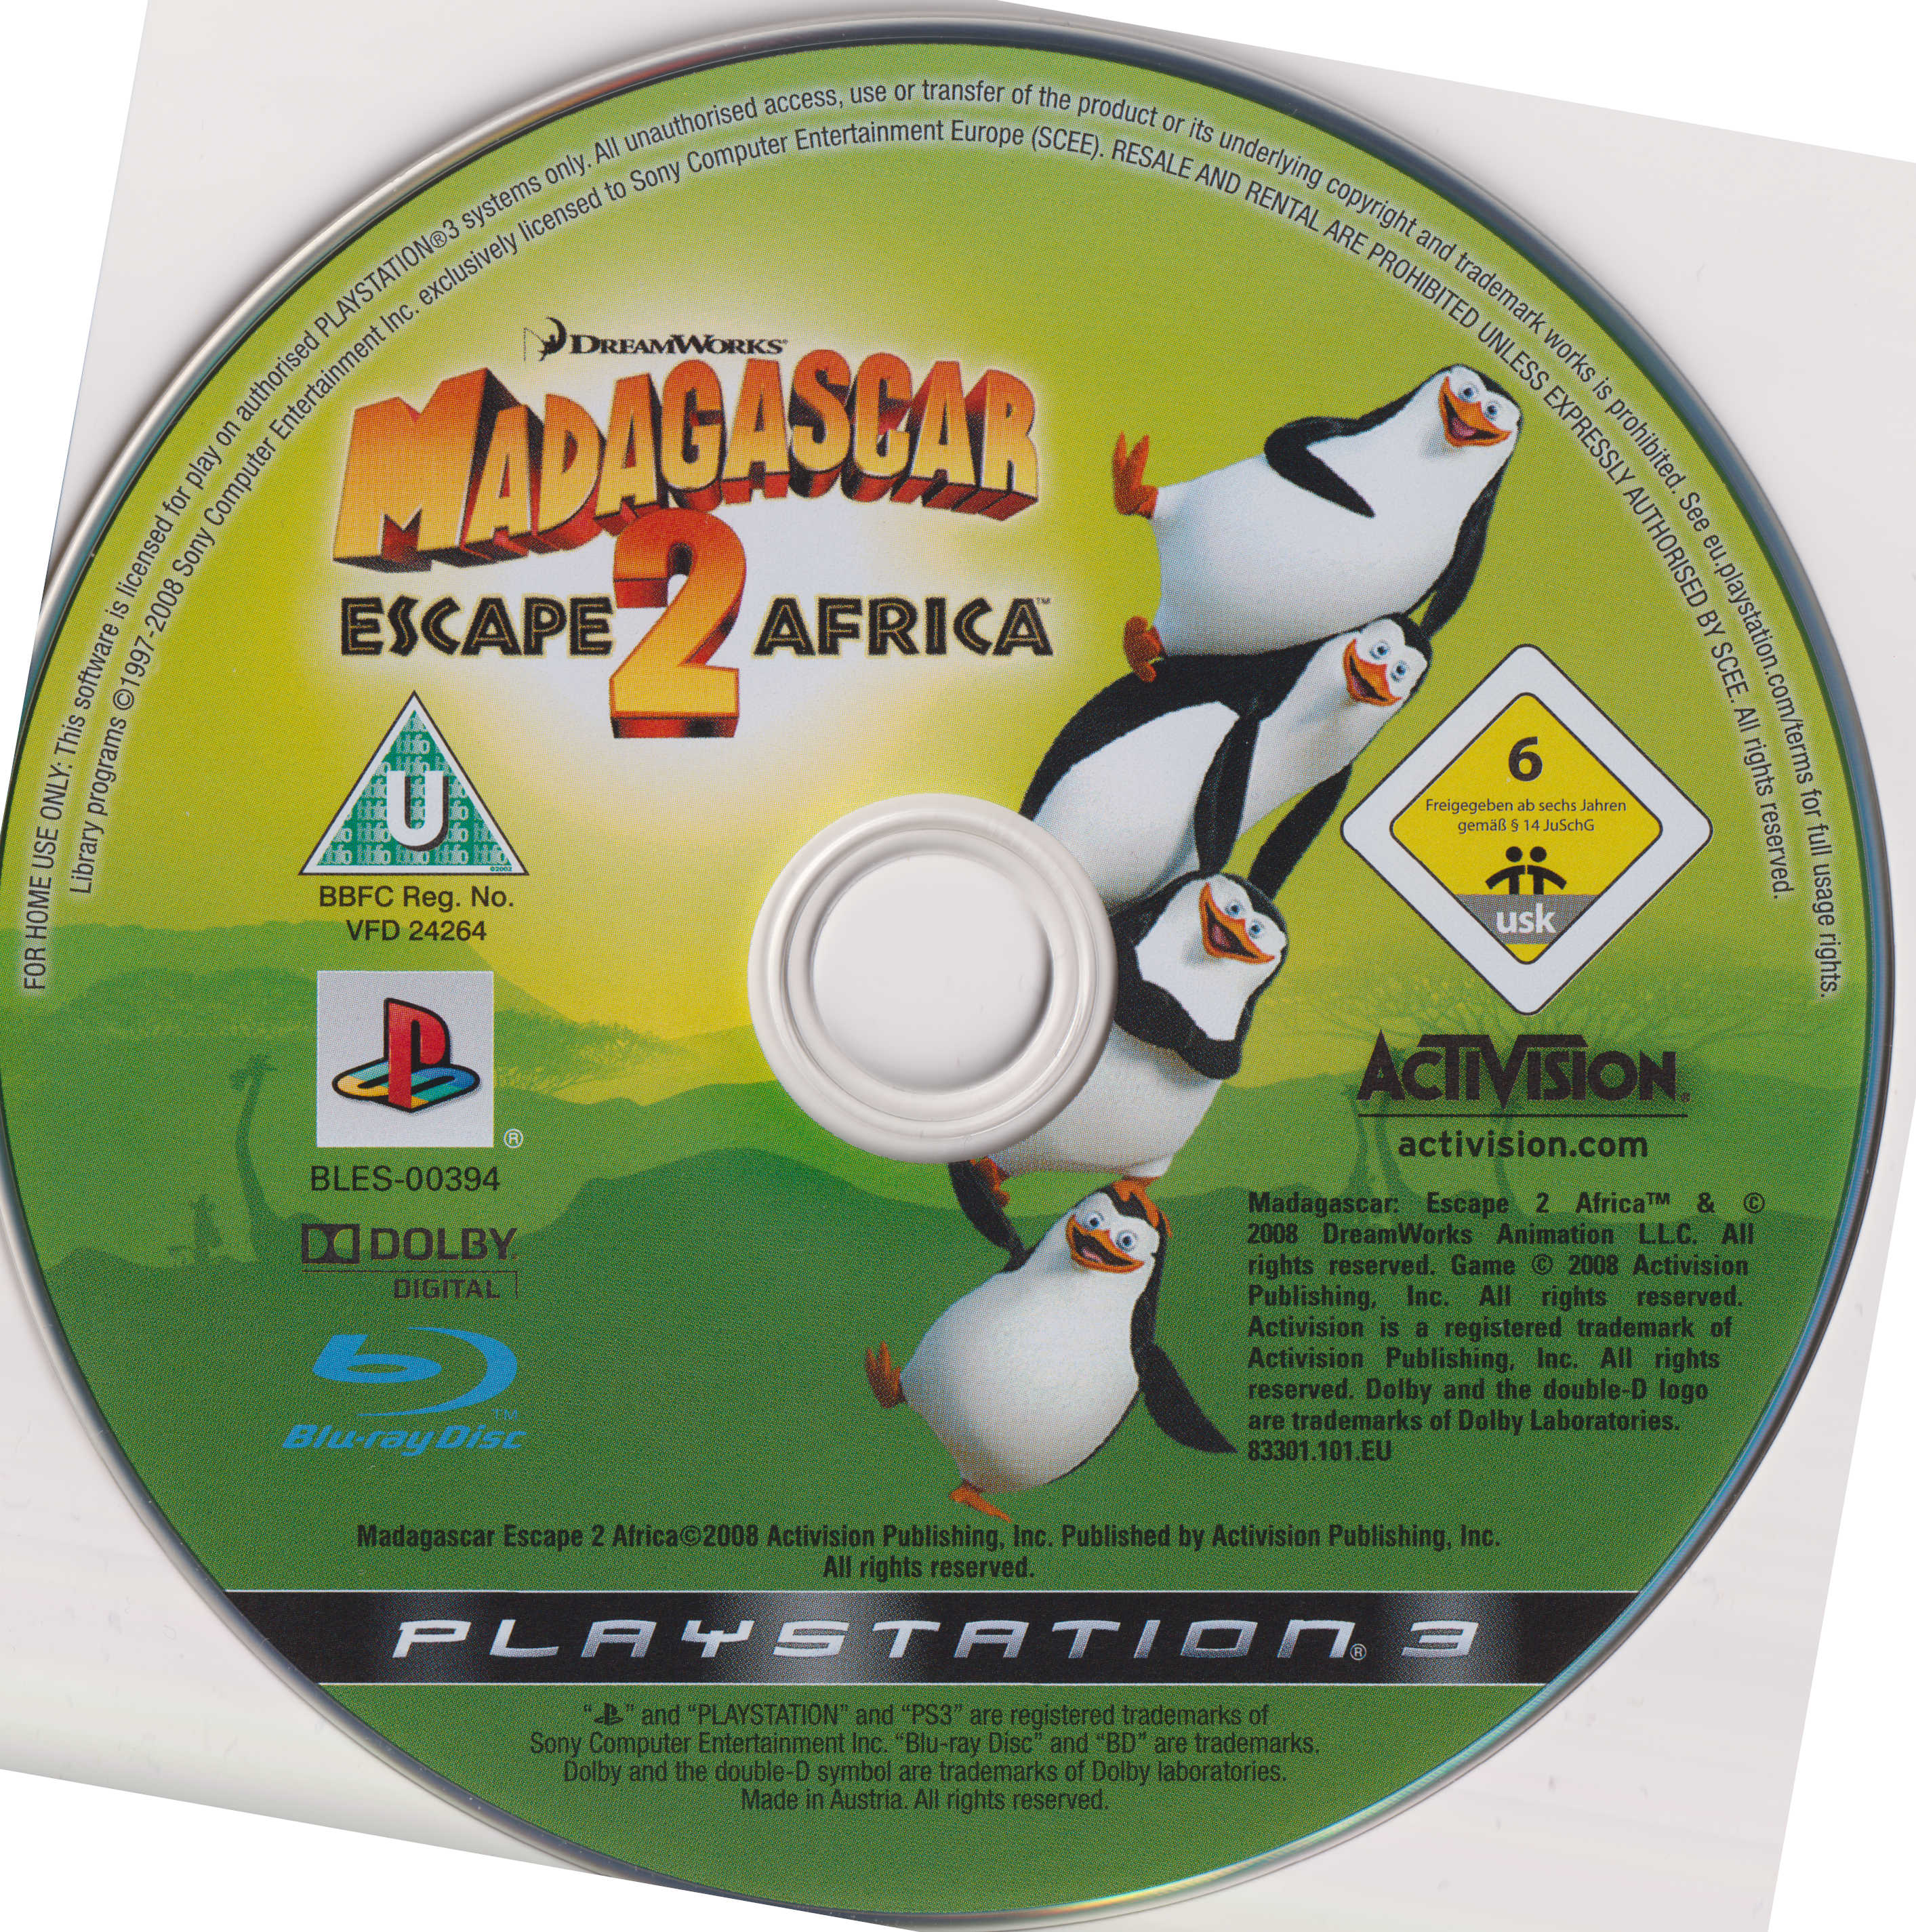 FOR HOME USE ONLY: This software is licensed for play on authorised PLAYSTATION®3 systems only. All unauthorised access, use or transfer of the product or its underlying copyright and trademark works is prohibited. See eu.playstation.com/terms for full usage rights.
Library programs ©1997-2008 Sony Computer Entertainment Inc. exclusively licensed to Sony Computer Entertainment Europe (SCEE). RESALE AND RENTAL ARE PROHIBITED UNLESS EXPRESSLY AUTHORISED BY SCEE. All rights reserved.
DREAMWORKS®
MADAGASCAR
ESCAPE 2 AFRICA™
U
©2002
BBFC Reg. No.
VFD 24264
®
BLES-00394
DOLBY®
DIGITAL
Blu-ray Disc™
6
Freigegeben ab sechs Jahren
gemäß § 14 JuSchG
usk
ACTIVISION®
activision.com
Madagascar: Escape 2 Africa™ & ©
2008 DreamWorks Animation L.L.C. All
rights reserved. Game © 2008 Activision
Publishing, Inc. All rights reserved.
Activision is a registered trademark of
Activision Publishing, Inc. All rights
reserved. Dolby and the double-D logo
are trademarks of Dolby Laboratories.
83301.101.EU
Madagascar Escape 2 Africa©2008 Activision Publishing, Inc. Published by Activision Publishing, Inc.
All rights reserved.
PLAYSTATION®3
“ ” and “PLAYSTATION” and “PS3” are registered trademarks of
Sony Computer Entertainment Inc. “Blu-ray Disc” and “BD” are trademarks.
Dolby and the double-D symbol are trademarks of Dolby laboratories.
Made in Austria. All rights reserved.